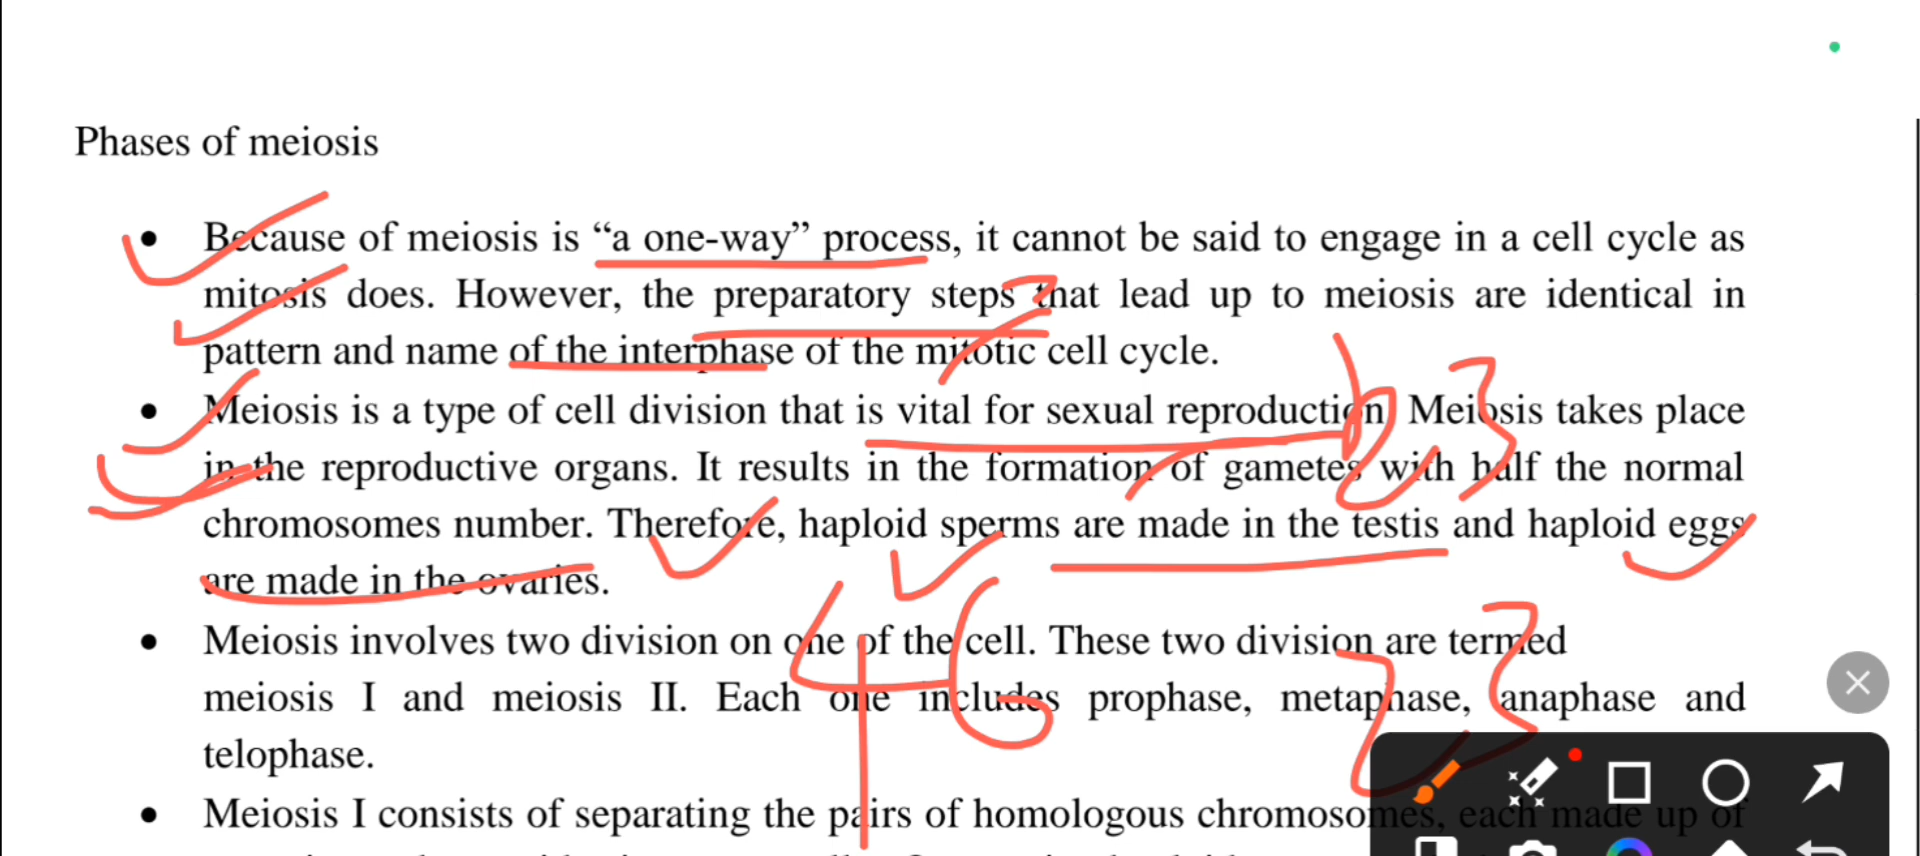 Phases of meiosis
• Because of meiosis is “a one-way” process, it cannot be said to engage in a cell cycle as
mitosis does. However, the preparatory steps that lead up to meiosis are identical in
pattern and name of the interphase of the mitotic cell cycle.
• Meiosis is a type of cell division that is vital for sexual reproduction. Meiosis takes place
in the reproductive organs. It results in the formation of gametes with half the normal
chromosomes number. Therefore, haploid sperms are made in the testis and haploid eggs
are made in the ovaries.
• Meiosis involves two division on one of the cell. These two division are termed
meiosis I and meiosis II. Each one includes prophase, metaphase, anaphase and
telophase.
• Meiosis I consists of separating the pairs of homologous chromosomes, each made up of
23
46
23